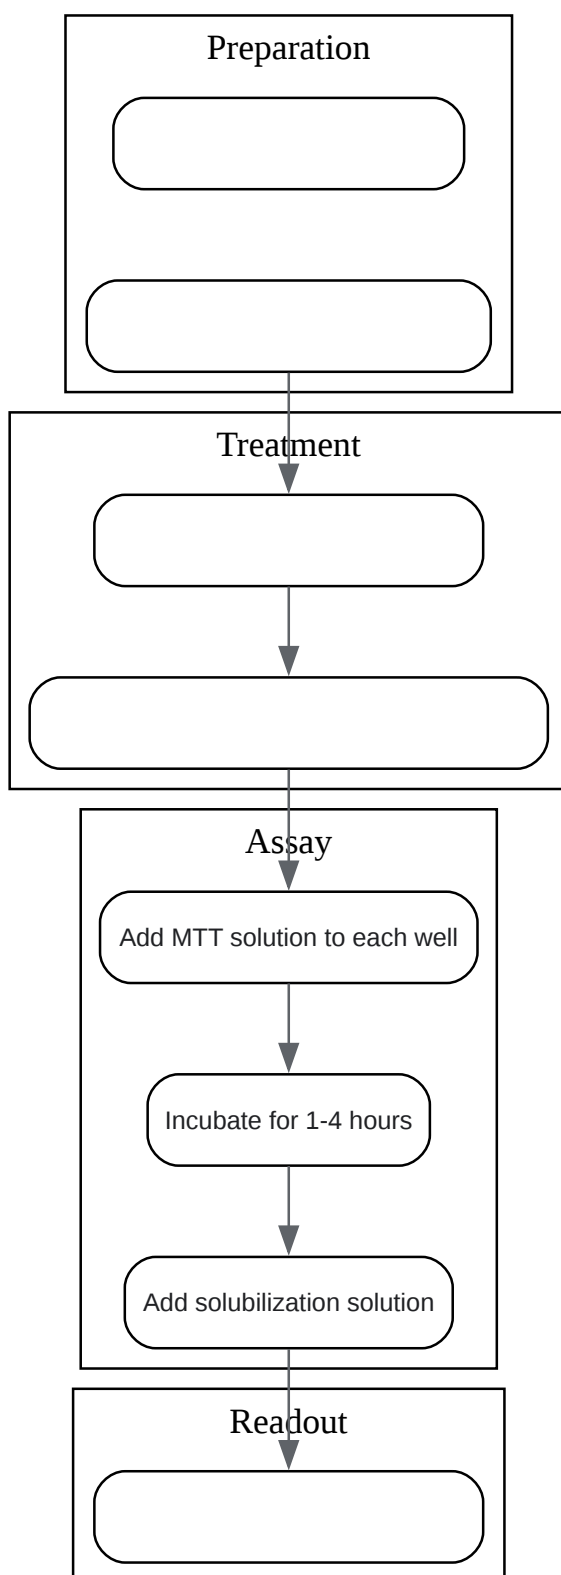 Preparation
Treatment
Assay
Add MTT solution to each well
Incubate for 1-4 hours
Add solubilization solution
Readout